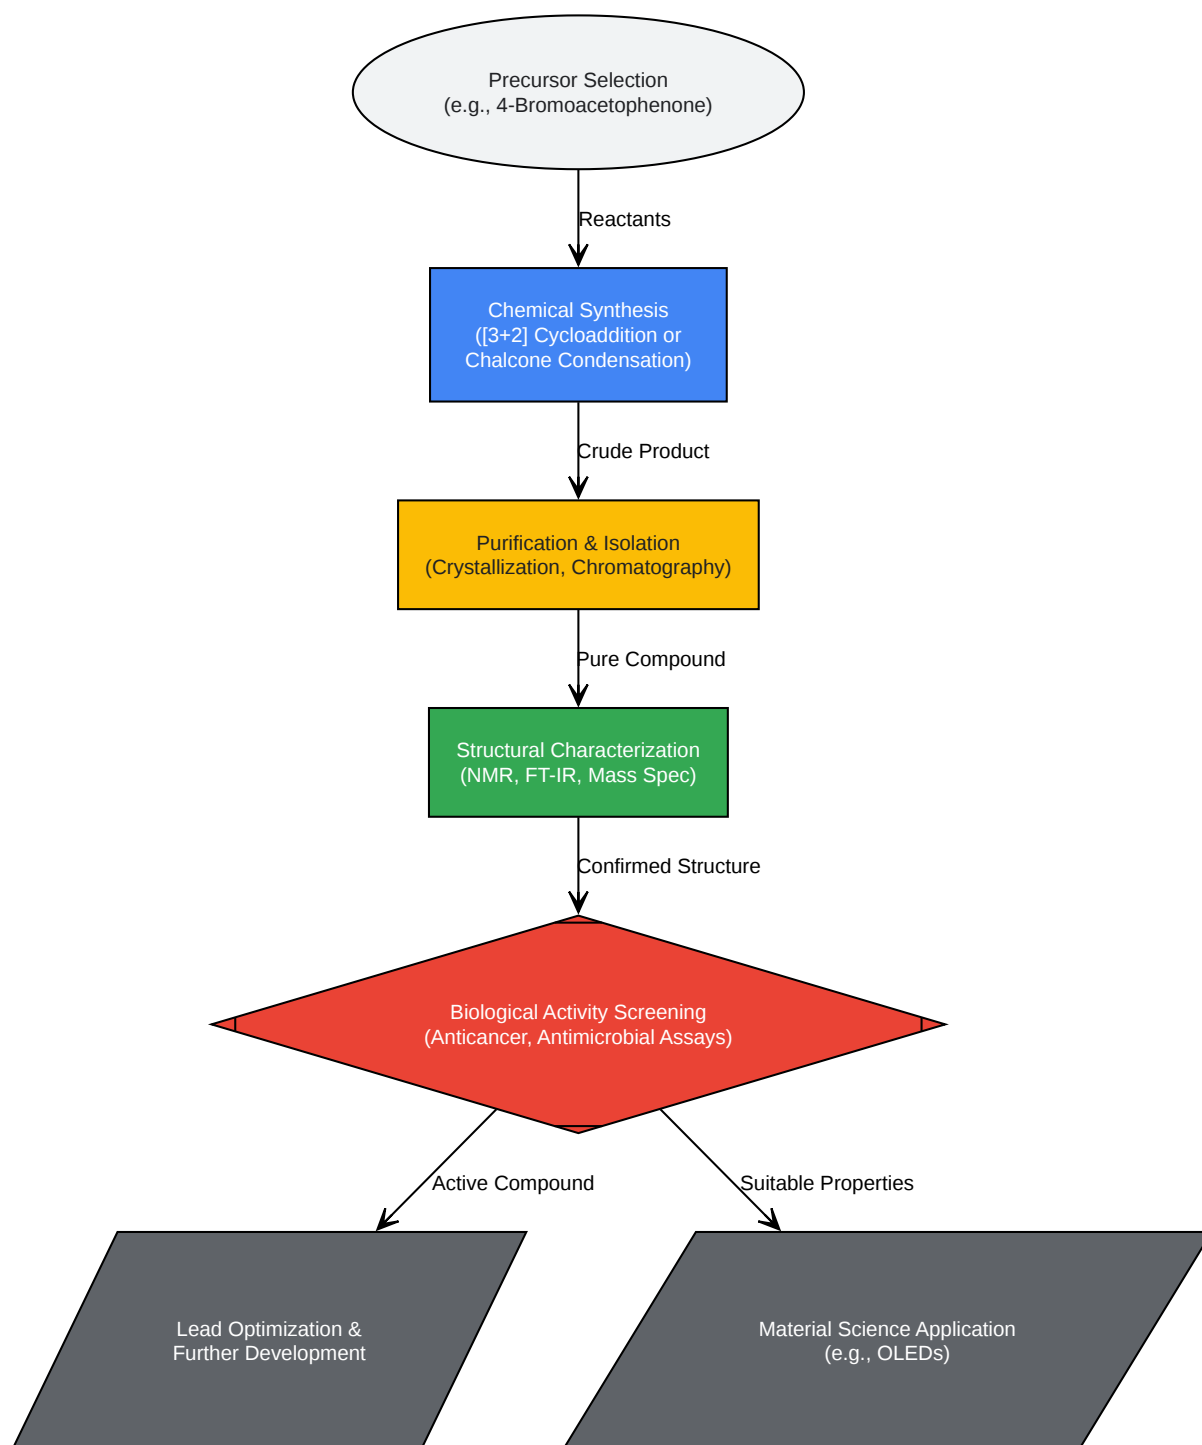 Precursor Selection
(e.g., 4-Bromoacetophenone)
Reactants
Chemical Synthesis
([3+2] Cycloaddition or
Chalcone Condensation)
Crude Product
Purification & Isolation
(Crystallization, Chromatography)
Pure Compound
Structural Characterization
(NMR, FT-IR, Mass Spec)
Confirmed Structure
Biological Activity Screening
(Anticancer, Antimicrobial Assays)
Active Compound
Suitable Properties
Lead Optimization &
Further Development
Material Science Application
(e.g., OLEDs)